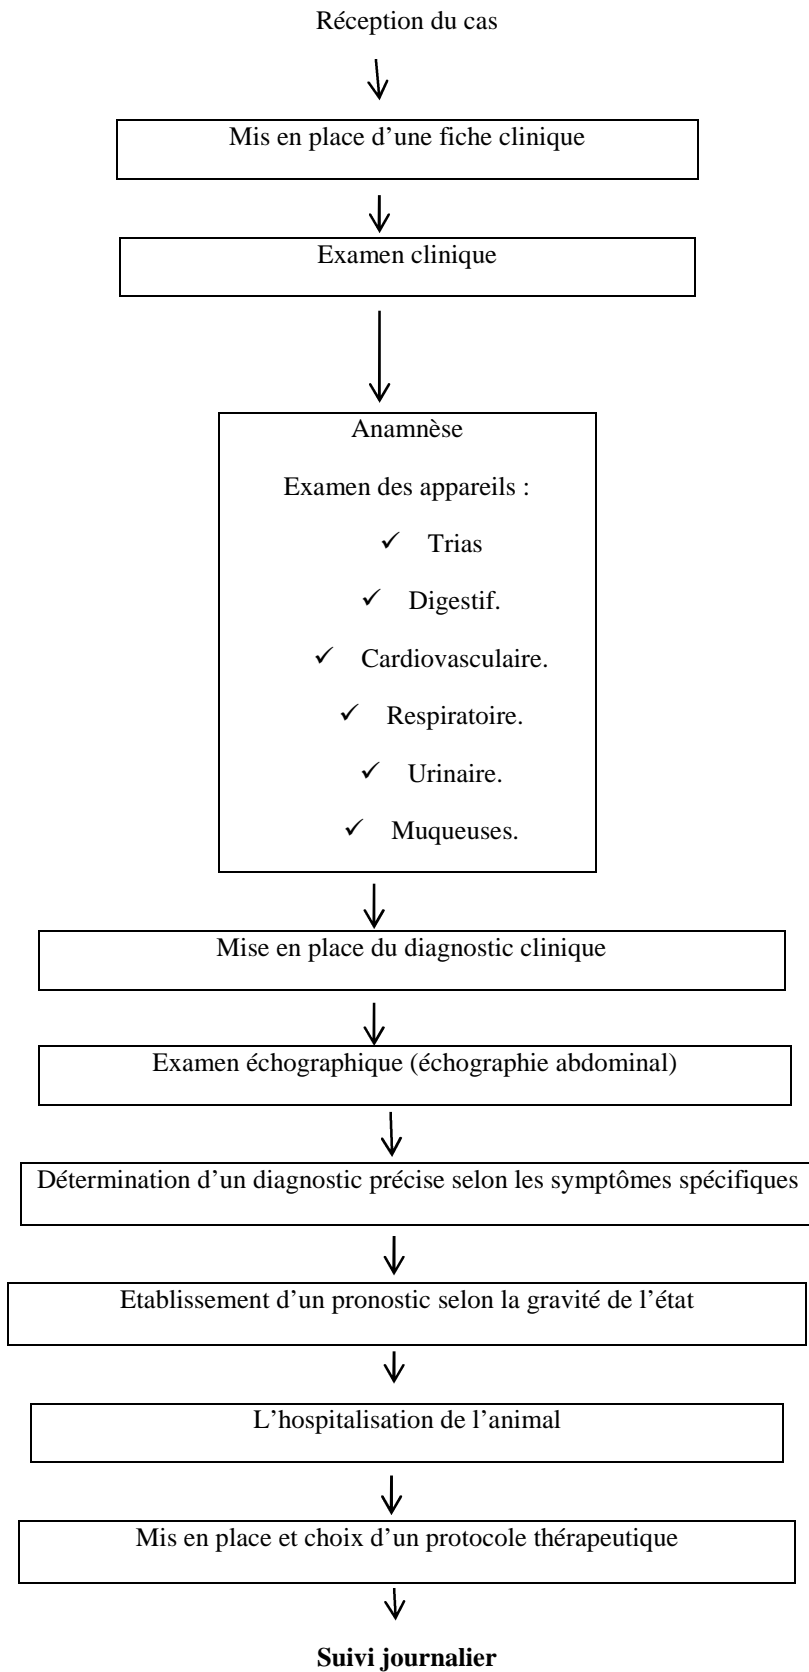 Réception du cas
Mis en place d’une fiche clinique
Examen clinique
Anamnèse
Examen des appareils :
✓ Trias
✓ Digestif.
✓ Cardiovasculaire.
✓ Respiratoire.
✓ Urinaire.
✓ Muqueuses.
Mise en place du diagnostic clinique
Examen échographique (échographie abdominal)
Détermination d’un diagnostic précise selon les symptômes spécifiques
Etablissement d’un pronostic selon la gravité de l’état
L’hospitalisation de l’animal
Mis en place et choix d’un protocole thérapeutique
Suivi journalier